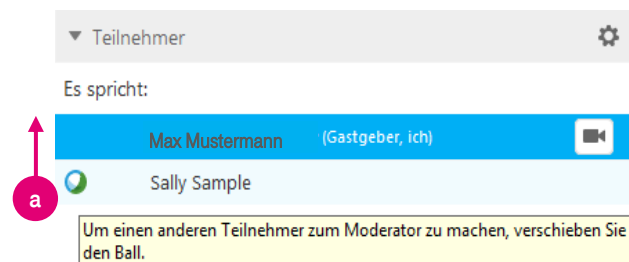 Teilnehmer
Es spricht:
Max Mustermann (Gastgeber, ich)
Sally Sample
a
Um einen anderen Teilnehmer zum Moderator zu machen, verschieben Sie
den Ball.